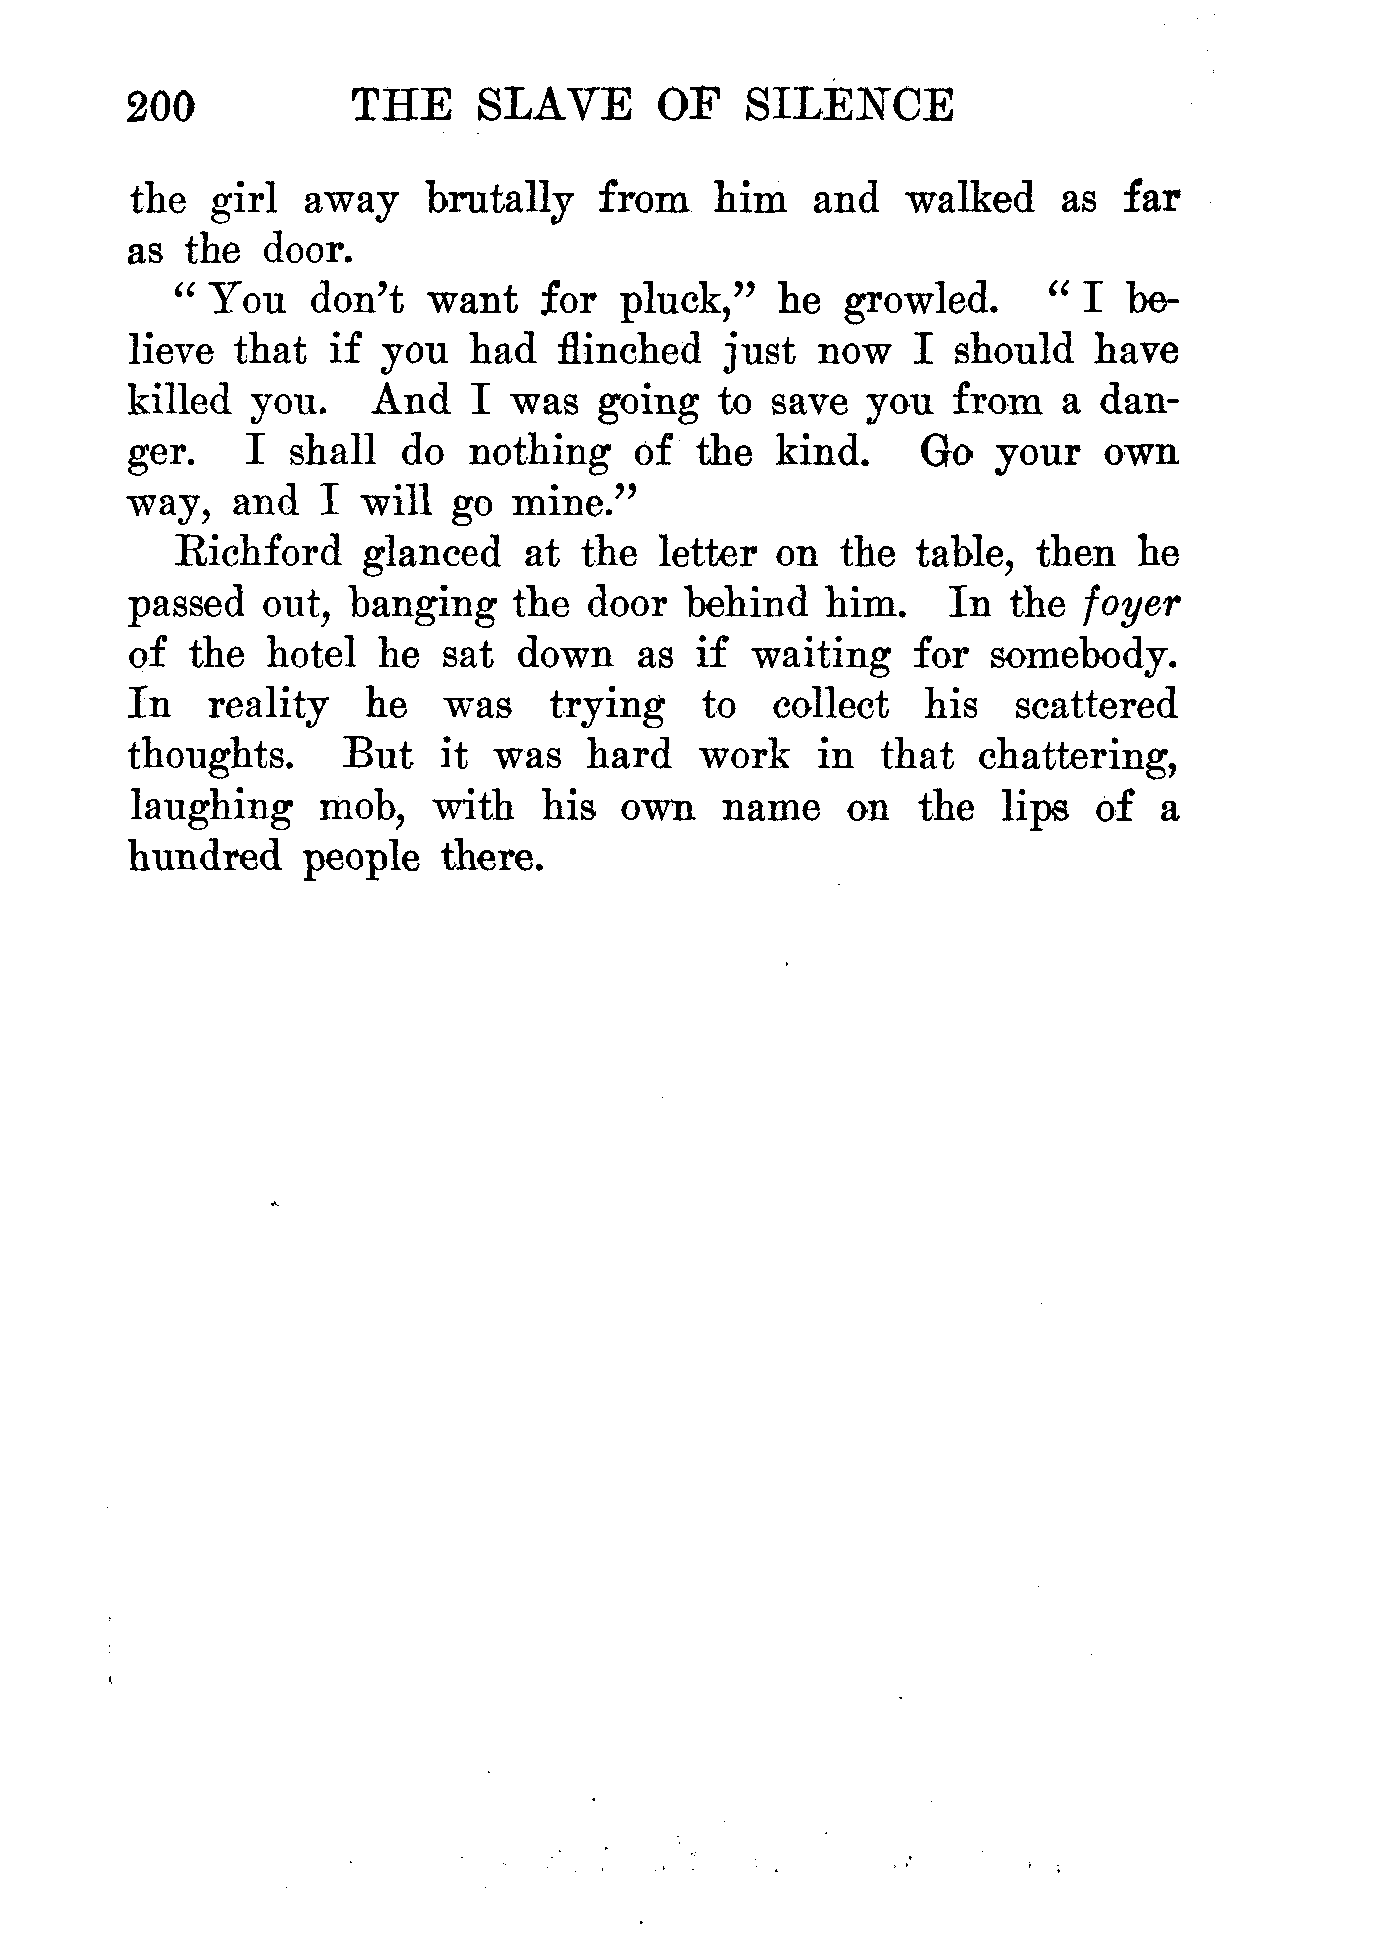 200 THE SLAVE OF SILENCE
the girl away brutally from him and walked as far
as the door.
“ You don’t want for pluck,” he growled. “ I be-
lieve that if you had flinched just now I should have
killed you. And I was going to save you from a dan-
ger. I shall do nothing of the kind. Go your own
way, and I will go mine.”
Richford glanced at the letter on the table, then he
passed out, banging the door behind him. In the foyer
of the hotel he sat down as if waiting for somebody.
In reality he was trying to collect his scattered
thoughts. But it was hard work in that chattering,
laughing mob, with his own name on the lips of a
hundred people there.